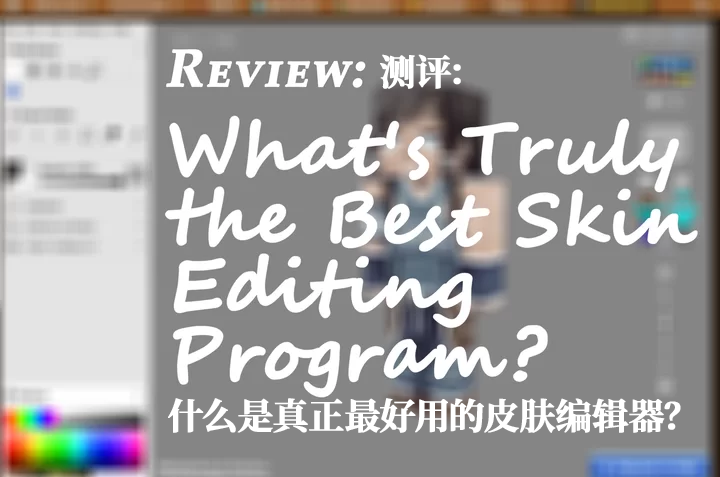 REVIEW: 测评:
What's Truly
the Best Skin
Editing
Program?
什么是真正最好用的皮肤编辑器?